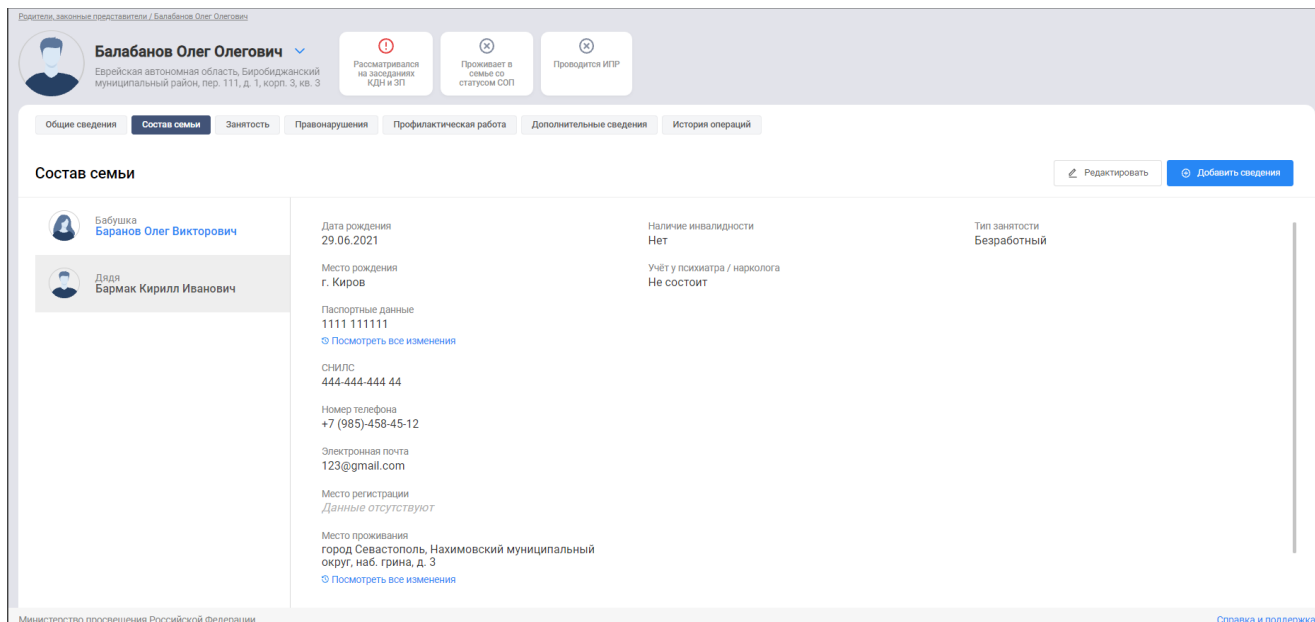 Родители, законные представители / Балабанов Олег Олегович
Балабанов Олег Олегович
Еврейская автономная область, Биробиджанский
муниципальный район, пер. 111, д. 1, корп. 3, кв. 3
Рассматривался
на заседаниях
КДН и ЗП
Проживает в
семье со
статусом СОП
Проводится ИПР
Общие сведения
Состав семьи
Занятость
Правонарушения
Профилактическая работа
Дополнительные сведения
История операций
Состав семьи
Редактировать
Добавить сведения
Бабушка
Баранов Олег Викторович
Дядя
Бармак Кирилл Иванович
Дата рождения
29.06.2021
Место рождения
г. Киров
Паспортные данные
1111 111111
Посмотреть все изменения
СНИЛС
444-444-444 44
Номер телефона
+7 (985)-458-45-12
Электронная почта
123@gmail.com
Место регистрации
Данные отсутствуют
Место проживания
город Севастополь, Нахимовский муниципальный
округ, наб. грина, д. 3
Посмотреть все изменения
Наличие инвалидности
Нет
Учёт у психиатра / нарколога
Не состоит
Тип занятости
Безработный
Министерство просвещения Российской Федерации
Справка и поддержка